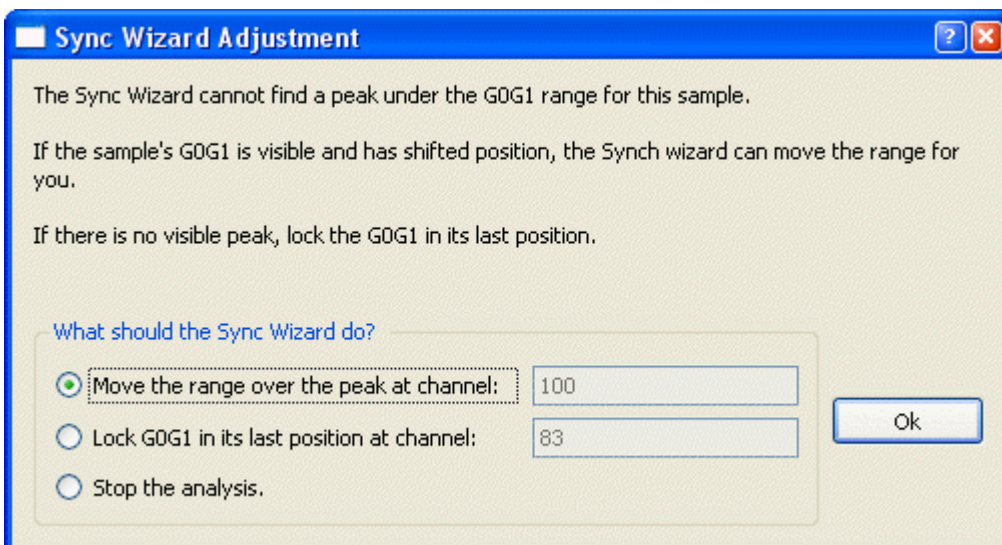 Sync Wizard Adjustment
The Sync Wizard cannot find a peak under the G0G1 range for this sample.
If the sample's G0G1 is visible and has shifted position, the Synch wizard can move the range for
you.
If there is no visible peak, lock the G0G1 in its last position.
What should the Sync Wizard do?
Move the range over the peak at channel: 100
Lock G0G1 in its last position at channel: 83
Ok
Stop the analysis.